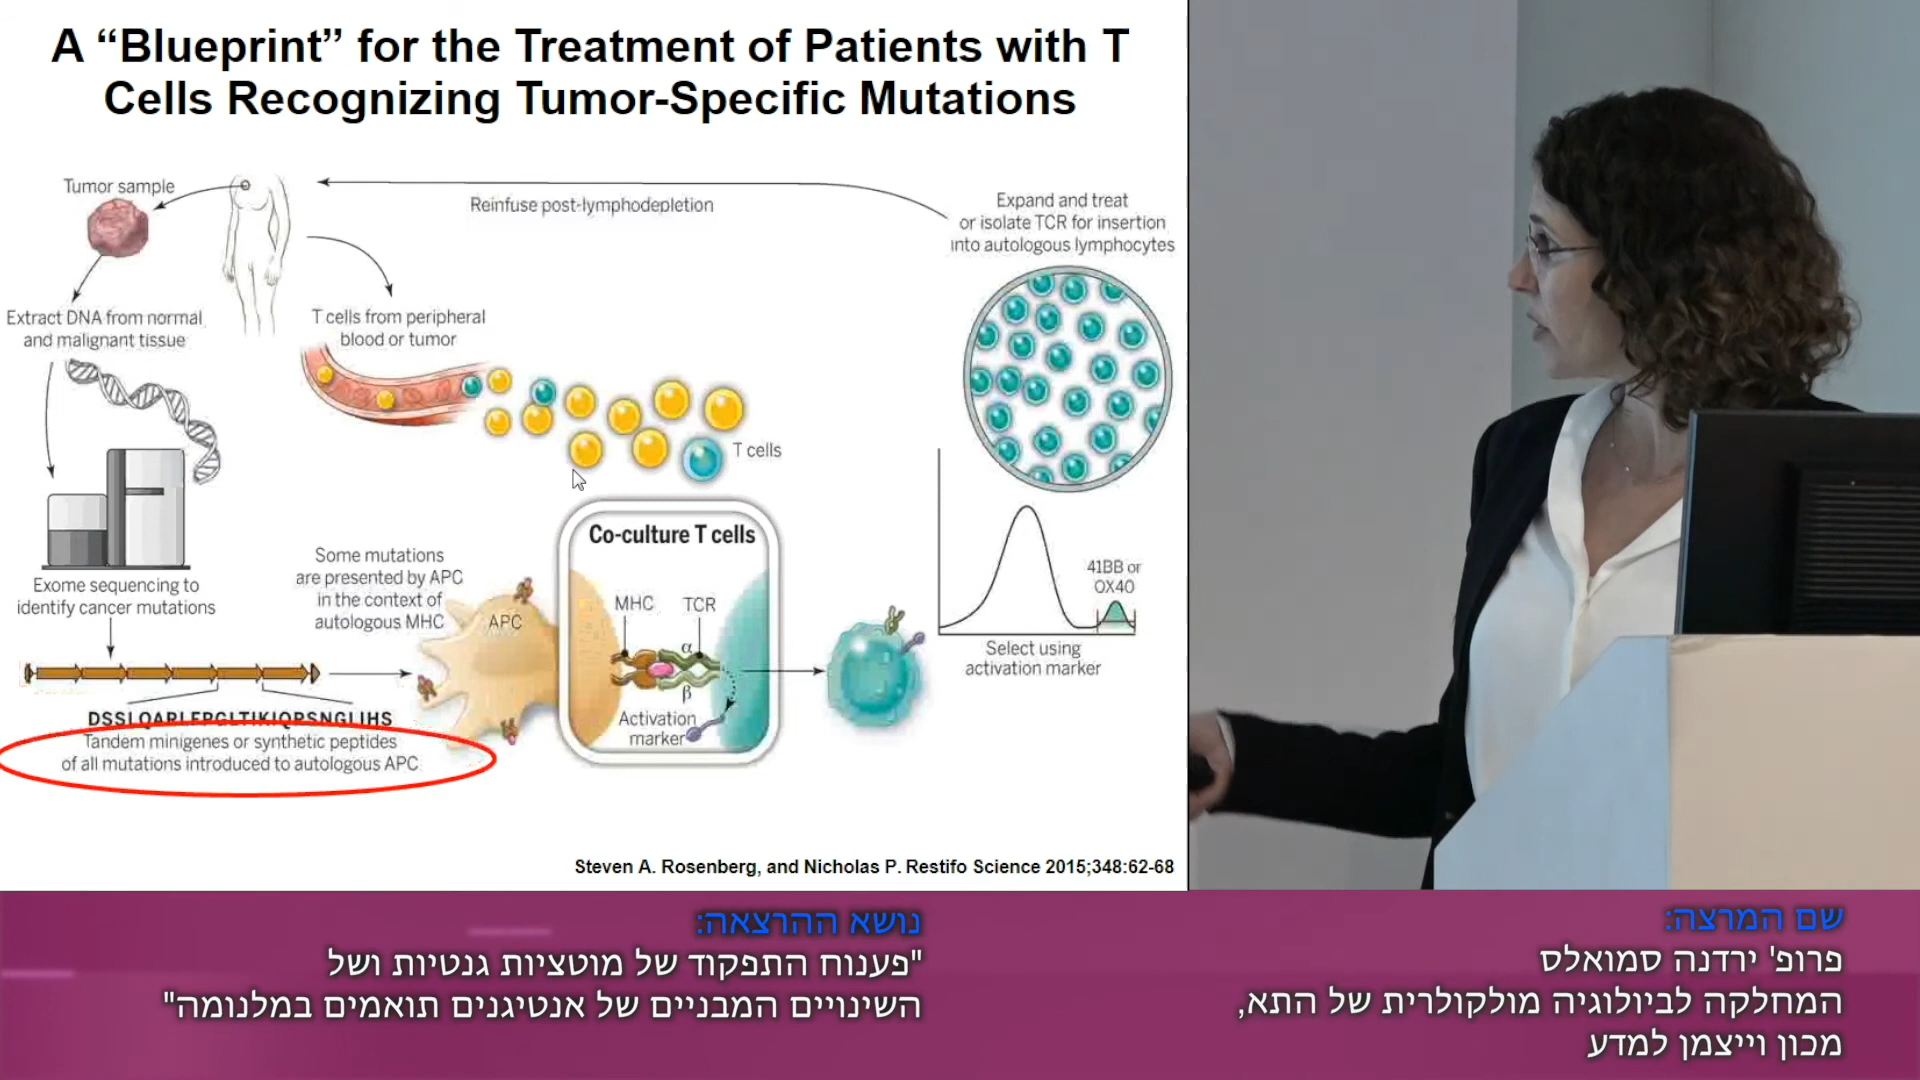 A “Blueprint” for the Treatment of Patients with T
Cells Recognizing Tumor-Specific Mutations
Tumor sample
Reinfuse post-lymphodepletion
Expand and treat
or isolate TCR for insertion
into autologous lymphocytes
Extract DNA from normal
and malignant tissue
T cells from peripheral
blood or tumor
T cells
Exome sequencing to
identify cancer mutations
Some mutations
are presented by APC
in the context of
autologous MHC
APC
Co-culture T cells
MHC
TCR
α
β
Activation
marker
41BB or
OX40
Select using
activation marker
DSSLQARLFPGLTIKIQRSNGLIHS
Tandem minigenes or synthetic peptides
of all mutations introduced to autologous APC
Steven A. Rosenberg, and Nicholas P. Restifo Science 2015;348:62-68
שם המרצה:
פרופ' ירדנה סמואלס
המחלקה לביולוגיה מולקולרית של התא,
מכון וייצמן למדע
נושא ההרצאה:
"פענוח התפקוד של מוטציות גנטיות ושל
השינויים המבניים של אנטיגנים תואמים במלנומה"